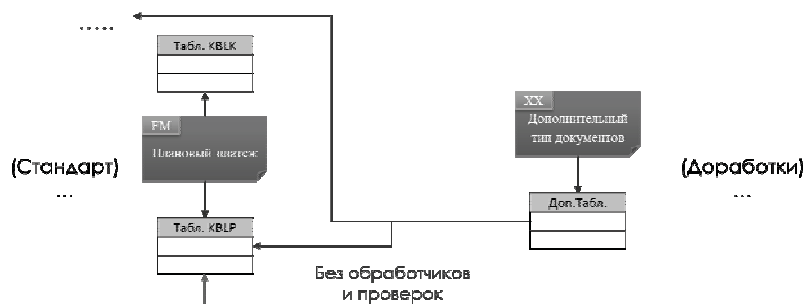 .....
Табл. KBLK
FM
Плановый платеж
XX
Дополнительный
тип документов
(Стандарт)
...
(Доработки)
...
Доп.Табл.
Табл. KBLP
Без обработчиков
и проверок